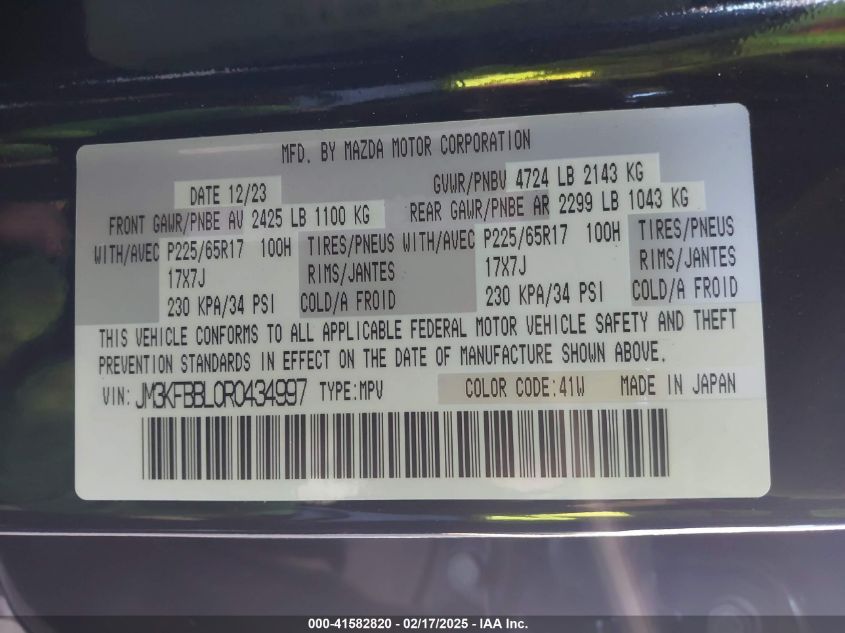 MFD. BY MAZDA MOTOR CORPORATION
DATE 12/23 GVWR/PNBV 4724 LB 2143 KG
FRONT GAWR/PNBE AV 2425 LB 1100 KG REAR GAWR/PNBE AR 2299 LB 1043 KG
WITH/AVEC P225/65R17 100H TIRES/PNEUS WITH/AVEC P225/65R17 100H TIRES/PNEUS
17X7J RIMS/JANTES 17X7J RIMS/JANTES
230 KPA/34 PSI COLD/A FROID 230 KPA/34 PSI COLD/A FROID
THIS VEHICLE CONFORMS TO ALL APPLICABLE FEDERAL MOTOR VEHICLE SAFETY AND THEFT
PREVENTION STANDARDS IN EFFECT ON THE DATE OF MANUFACTURE SHOWN ABOVE.
VIN: JM3KFBBL0R0434997 TYPE:MPV COLOR CODE:41W MADE IN JAPAN
000-41582820 - 02/17/2025 - IAA Inc.